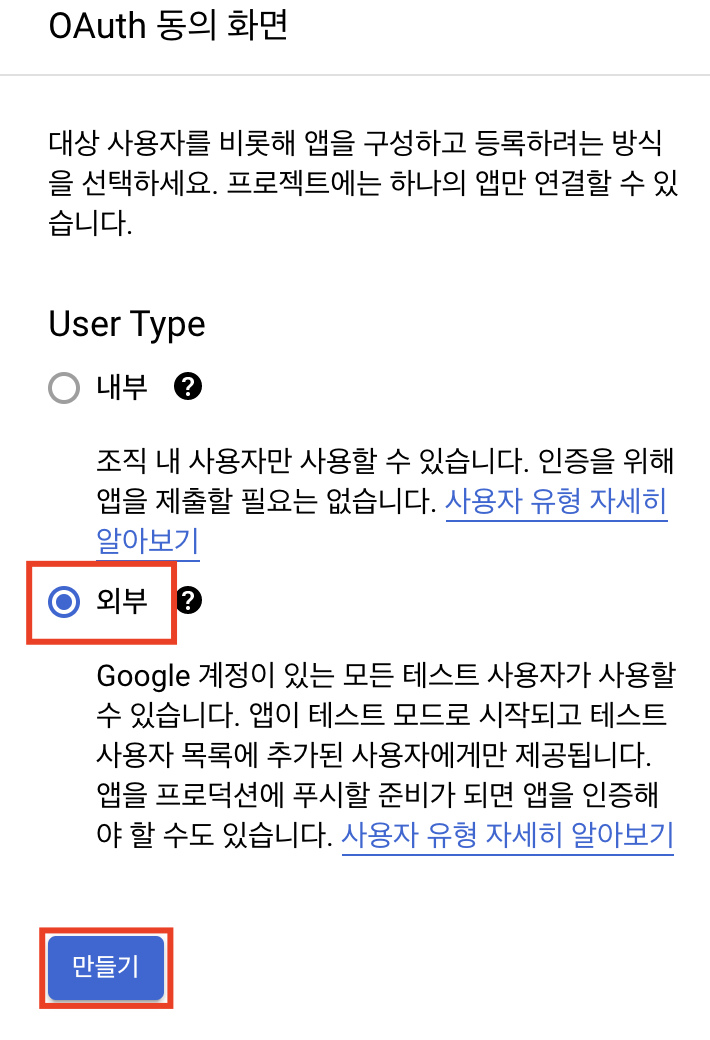 OAuth 동의 화면
대상 사용자를 비롯해 앱을 구성하고 등록하려는 방식
을 선택하세요. 프로젝트에는 하나의 앱만 연결할 수 있
습니다.
User Type
내부 ?
조직 내 사용자만 사용할 수 있습니다. 인증을 위해
앱을 제출할 필요는 없습니다. 사용자 유형 자세히
알아보기
외부 ?
Google 계정이 있는 모든 테스트 사용자가 사용할
수 있습니다. 앱이 테스트 모드로 시작되고 테스트
사용자 목록에 추가된 사용자에게만 제공됩니다.
앱을 프로덕션에 푸시할 준비가 되면 앱을 인증해
야 할 수도 있습니다. 사용자 유형 자세히 알아보기
만들기